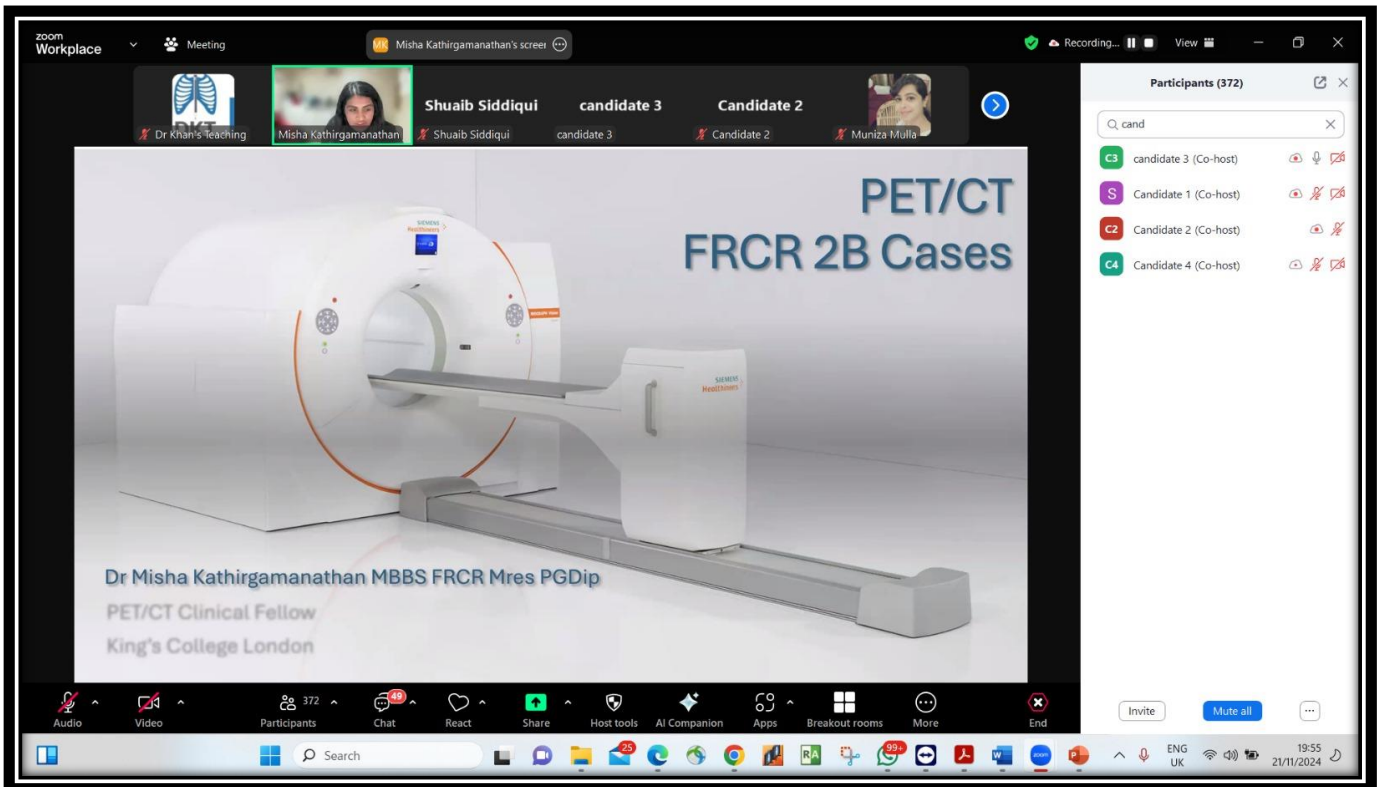 zoom
Workplace
Meeting
MK Misha Kathirgamanathan's screen
Recording...
View
DKT
Dr Khan's Teaching
Misha Kathirgamanathan
Shuaib Siddiqui
Shuaib Siddiqui
candidate 3
candidate 3
Candidate 2
Candidate 2
Muniza Mulla
PET/CT
FRCR 2B Cases
SIEMENS
Healthineers
SIEMENS
Healthineers
Dr Misha Kathirgamanathan MBBS FRCR Mres PGDip
PET/CT Clinical Fellow
King's College London
Participants (372)
cand
C3 candidate 3 (Co-host)
S Candidate 1 (Co-host)
C2 Candidate 2 (Co-host)
C4 Candidate 4 (Co-host)
Invite
Mute all
Audio
Video
372
Participants
49
Chat
React
Share
Host tools
AI Companion
Apps
Breakout rooms
More
End
Search
25
RA
99+
ENG
UK
19:55
21/11/2024